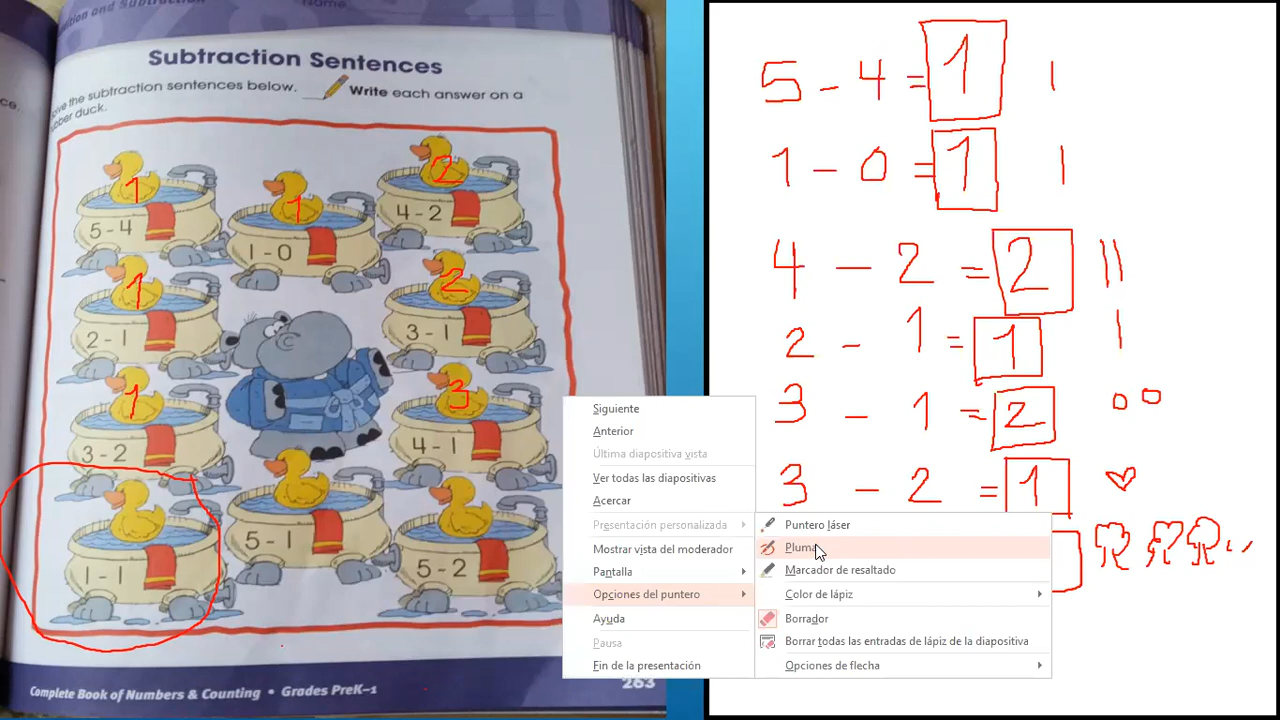 Subtraction Sentences
the subtraction sentences below. Write each answer on a
rubber duck.
1
1
2
5 - 4
1 - 0
4 - 2
1
2
2 - 1
3 - 1
1
3
3 - 2
4 - 1
1 - 1
5 - 1
5 - 2
Complete Book of Numbers & Counting • Grades PreK–1
263
5 - 4 = 1
1 - 0 = 1
4 - 2 = 2
2 - 1 = 1
3 - 1 = 2
3 - 2 = 1
Siguiente
Anterior
Última diapositiva vista
Ver todas las diapositivas
Acercar
Presentación personalizada
Mostrar vista del moderador
Pantalla
Opciones del puntero
Ayuda
Pausa
Fin de la presentación
Puntero láser
Pluma
Marcador de resaltado
Color de lápiz
Borrador
Borrar todas las entradas de lápiz de la diapositiva
Opciones de flecha